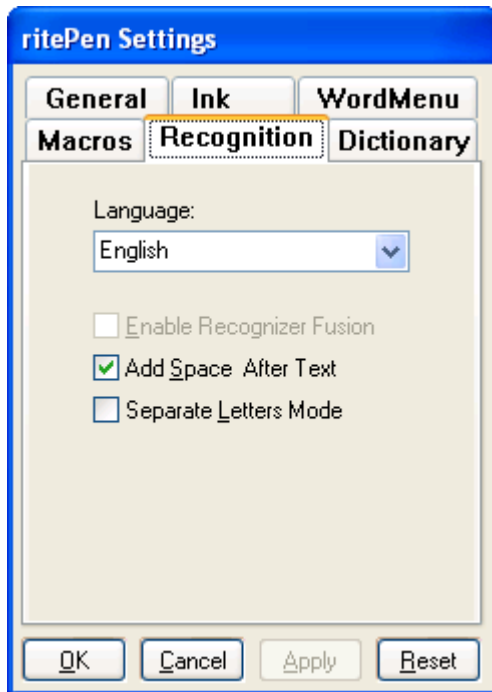 ritePen Settings
General Ink WordMenu
Macros Recognition Dictionary
Language:
English
Enable Recognizer Fusion
Add Space After Text
Separate Letters Mode
OK Cancel Apply Reset